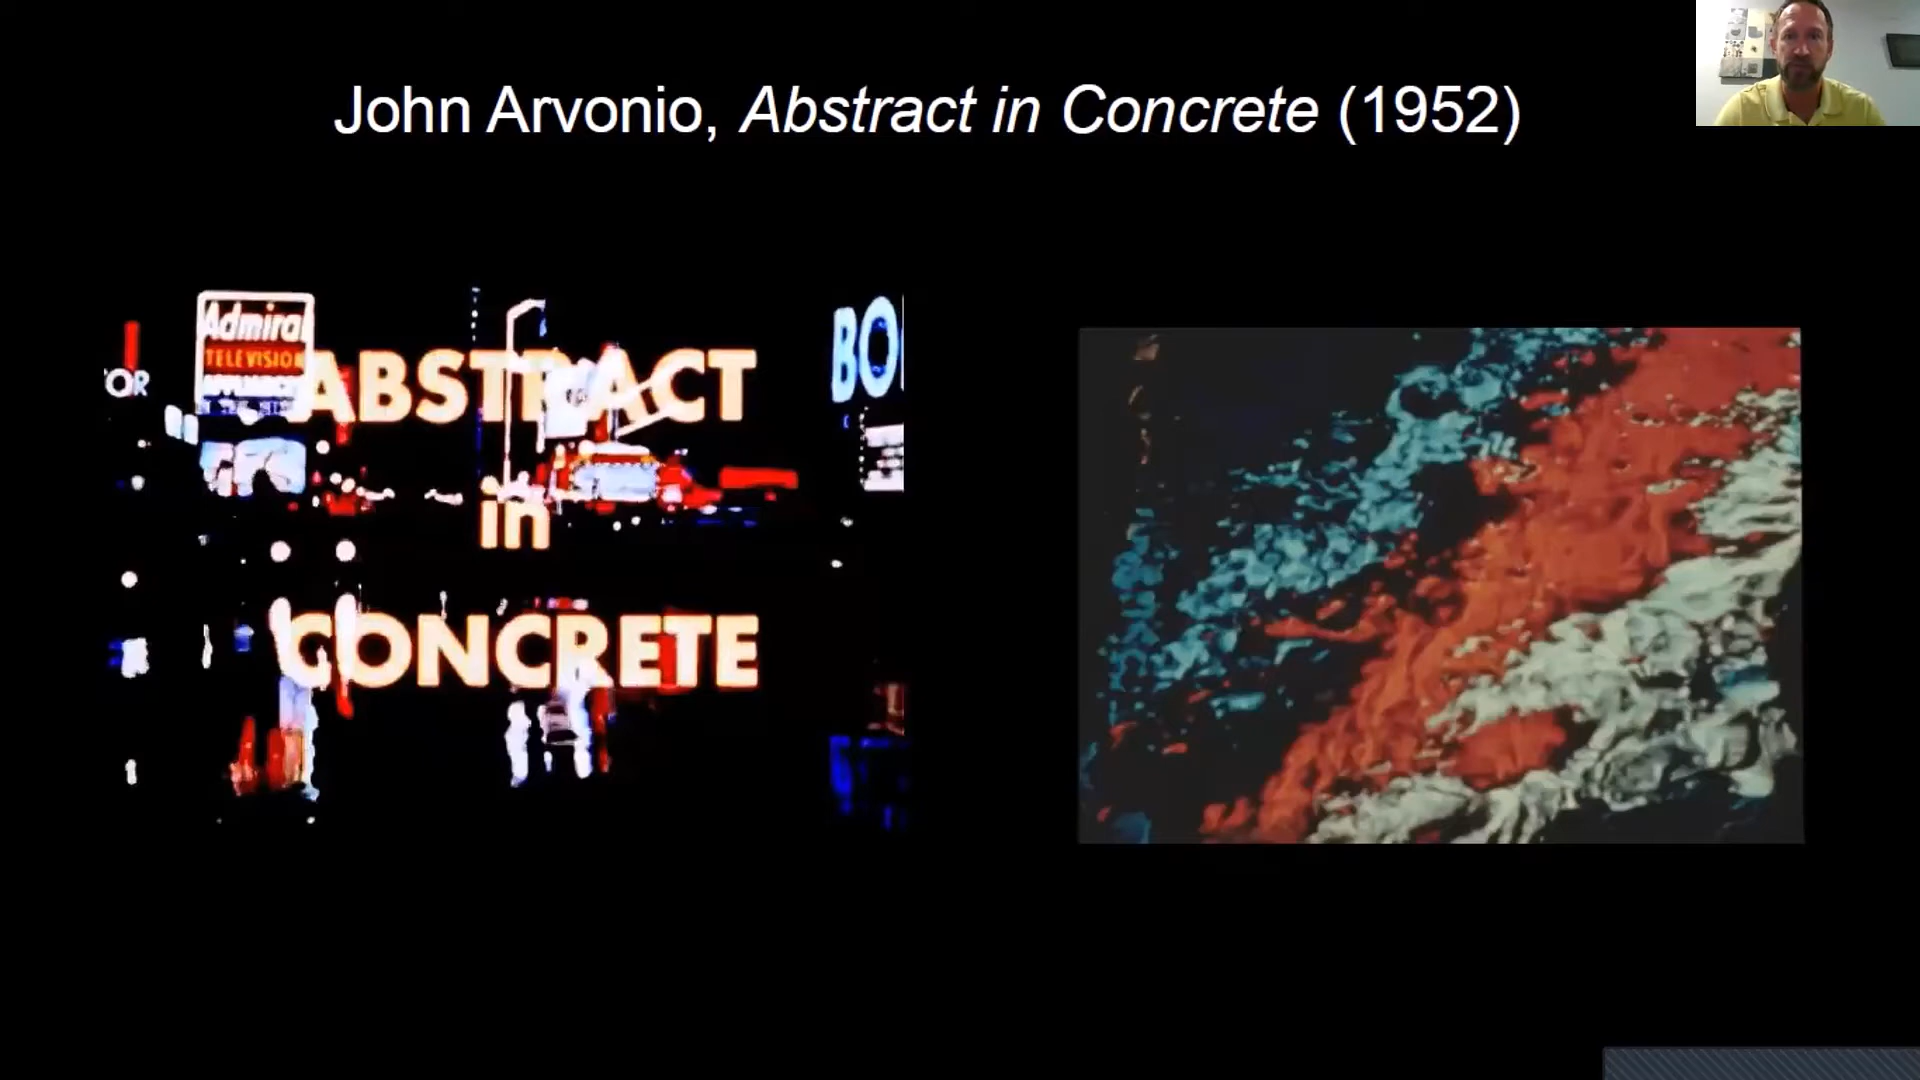 John Arvonio, Abstract in Concrete (1952)
Admiral
TELEVISION
OR
BO
ABSTRACT
in
CONCRETE